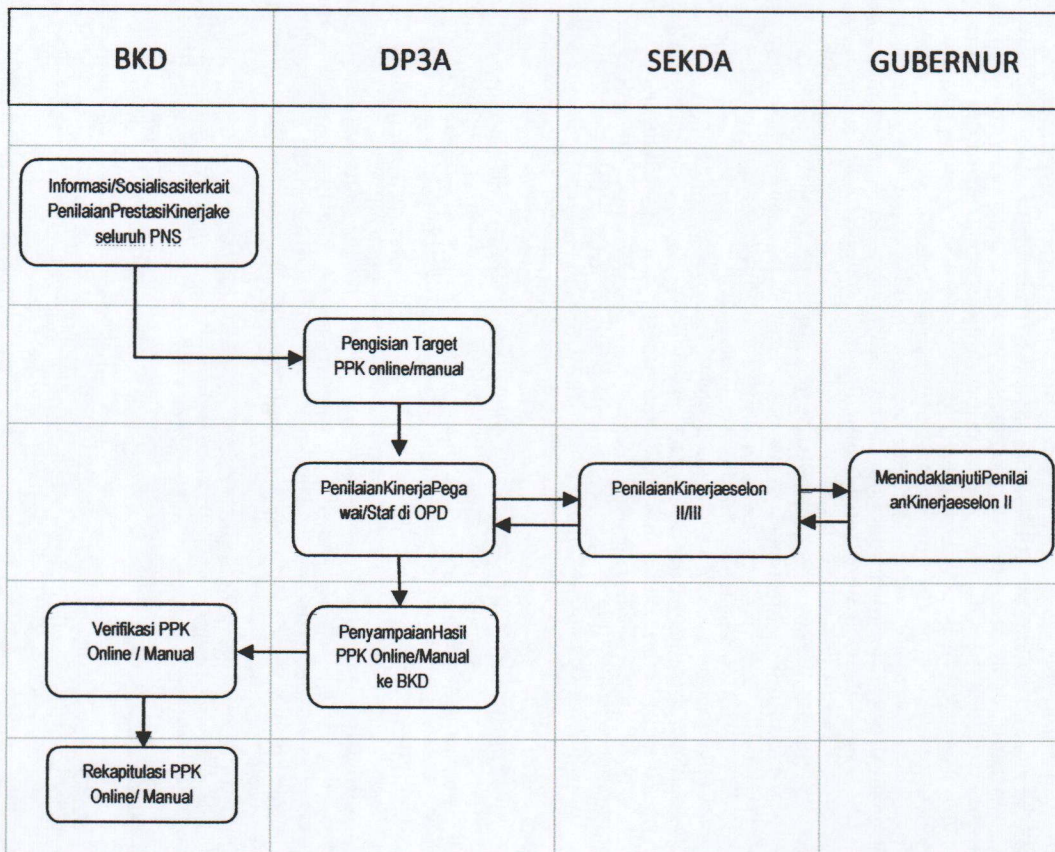 BKD DP3A SEKDA GUBERNUR
Informasi/Sosialisasiterkait
PenilaianPrestasiKinerjake
seluruh PNS
Pengisian Target
PPK online/manual
PenilaianKinerjaPega
wai/Staf di OPD
PenilaianKinerjaeselon
II/III
MenindaklanjutiPenilai
anKinerjaeselon II
PenyampaianHasil
PPK Online/Manual
ke BKD
Verifikasi PPK
Online / Manual
Rekapitulasi PPK
Online/ Manual